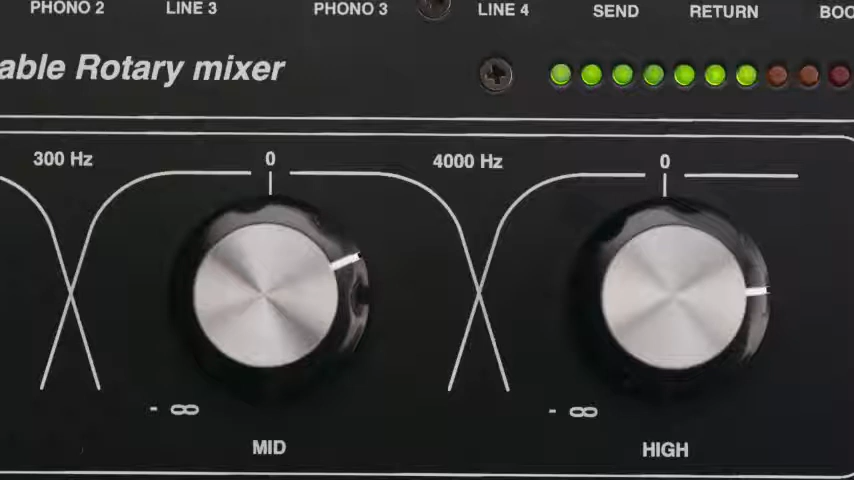 PHONO 2 LINE 3 PHONO 3 LINE 4 SEND RETURN BOO
able Rotary mixer
300 Hz 0 4000 Hz 0
- ∞ - ∞
MID HIGH